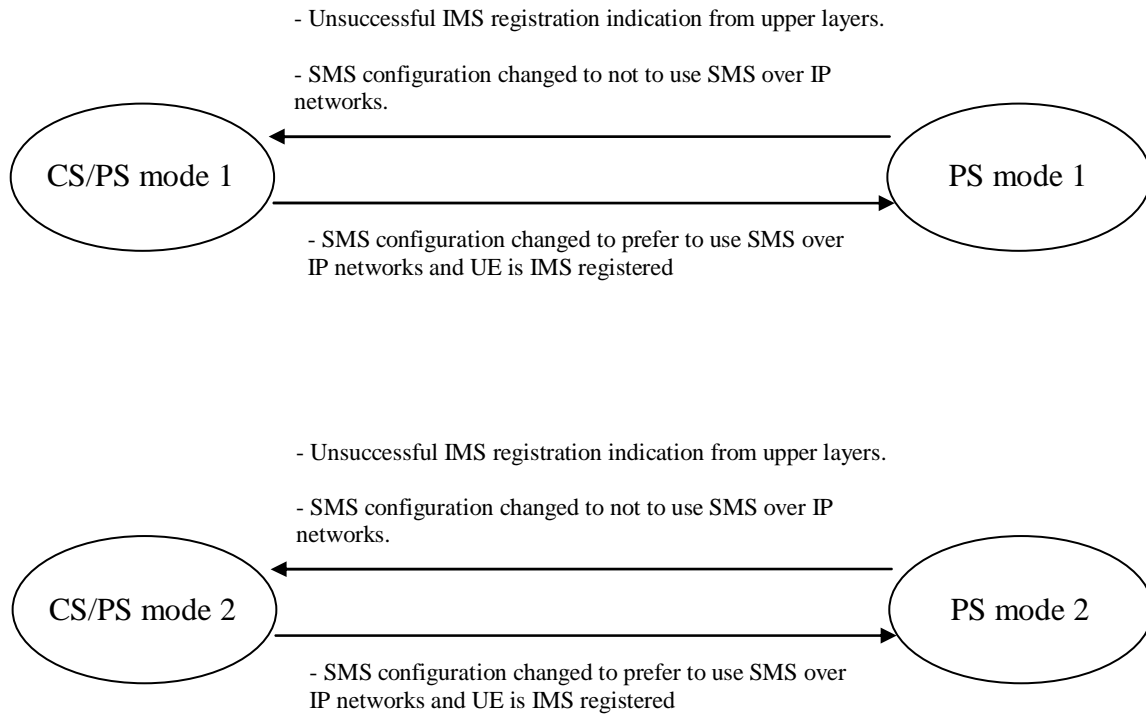 - Unsuccessful IMS registration indication from upper layers.
- SMS configuration changed to not to use SMS over IP
networks.
CS/PS mode 1
PS mode 1
- SMS configuration changed to prefer to use SMS over
IP networks and UE is IMS registered
- Unsuccessful IMS registration indication from upper layers.
- SMS configuration changed to not to use SMS over IP
networks.
CS/PS mode 2
PS mode 2
- SMS configuration changed to prefer to use SMS over
IP networks and UE is IMS registered